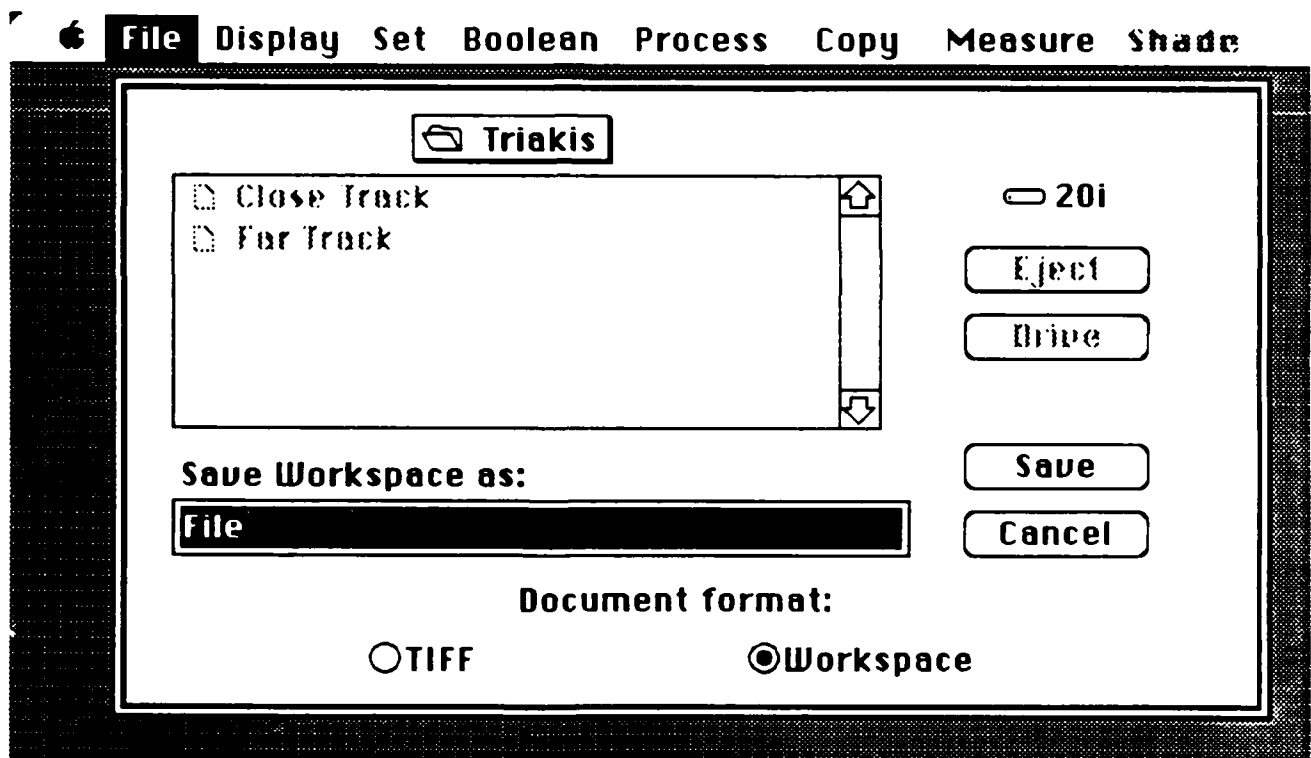 File Display Set Boolean Process Copy Measure Shade
Triakis
Close Track
Far Track
20i
Eject
Drive
Save Workspace as:
File
Save
Cancel
Document format:
TIFF Workspace